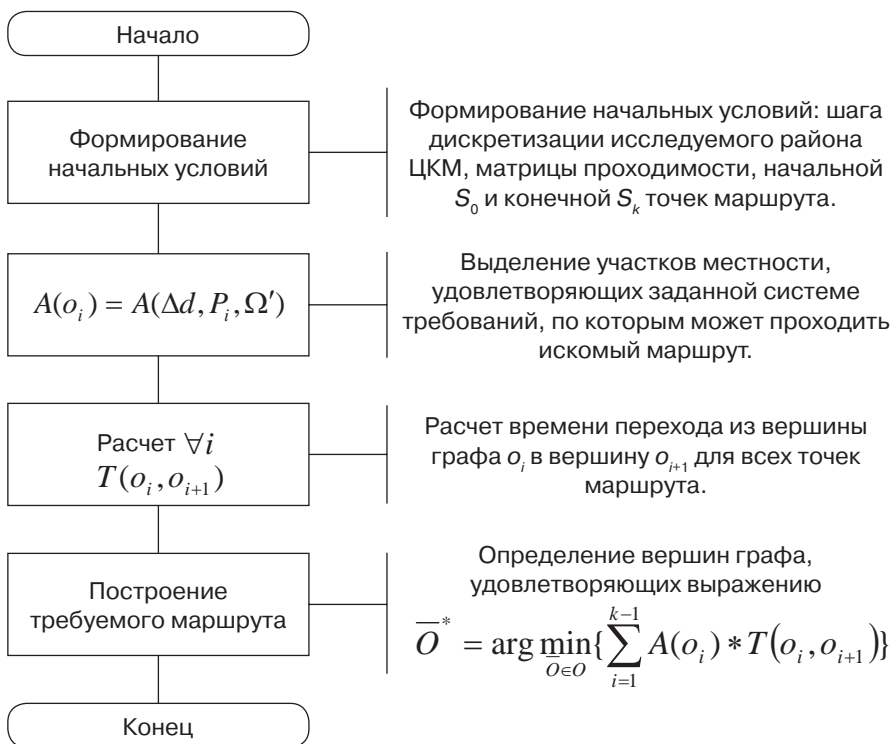 Начало
Формирование
начальных условий
Формирование начальных условий: шага
дискретизации исследуемого района
ЦКМ, матрицы проходимости, начальной
S₀ и конечной Sₖ точек маршрута.
A(oᵢ) = A(Δd, Pᵢ, Ω′)
Выделение участков местности,
удовлетворяющих заданной системе
требований, по которым может проходить
искомый маршрут.
Расчет ∀i
T(oᵢ, oᵢ₊₁)
Расчет времени перехода из вершины
графа oᵢ в вершину oᵢ₊₁ для всех точек
маршрута.
Построение
требуемого маршрута
Определение вершин графа,
удовлетворяющих выражению
O̅* = arg min_{O̅∈O} {∑_{i=1}^{k−1} A(oᵢ) * T(oᵢ, oᵢ₊₁)}
Конец